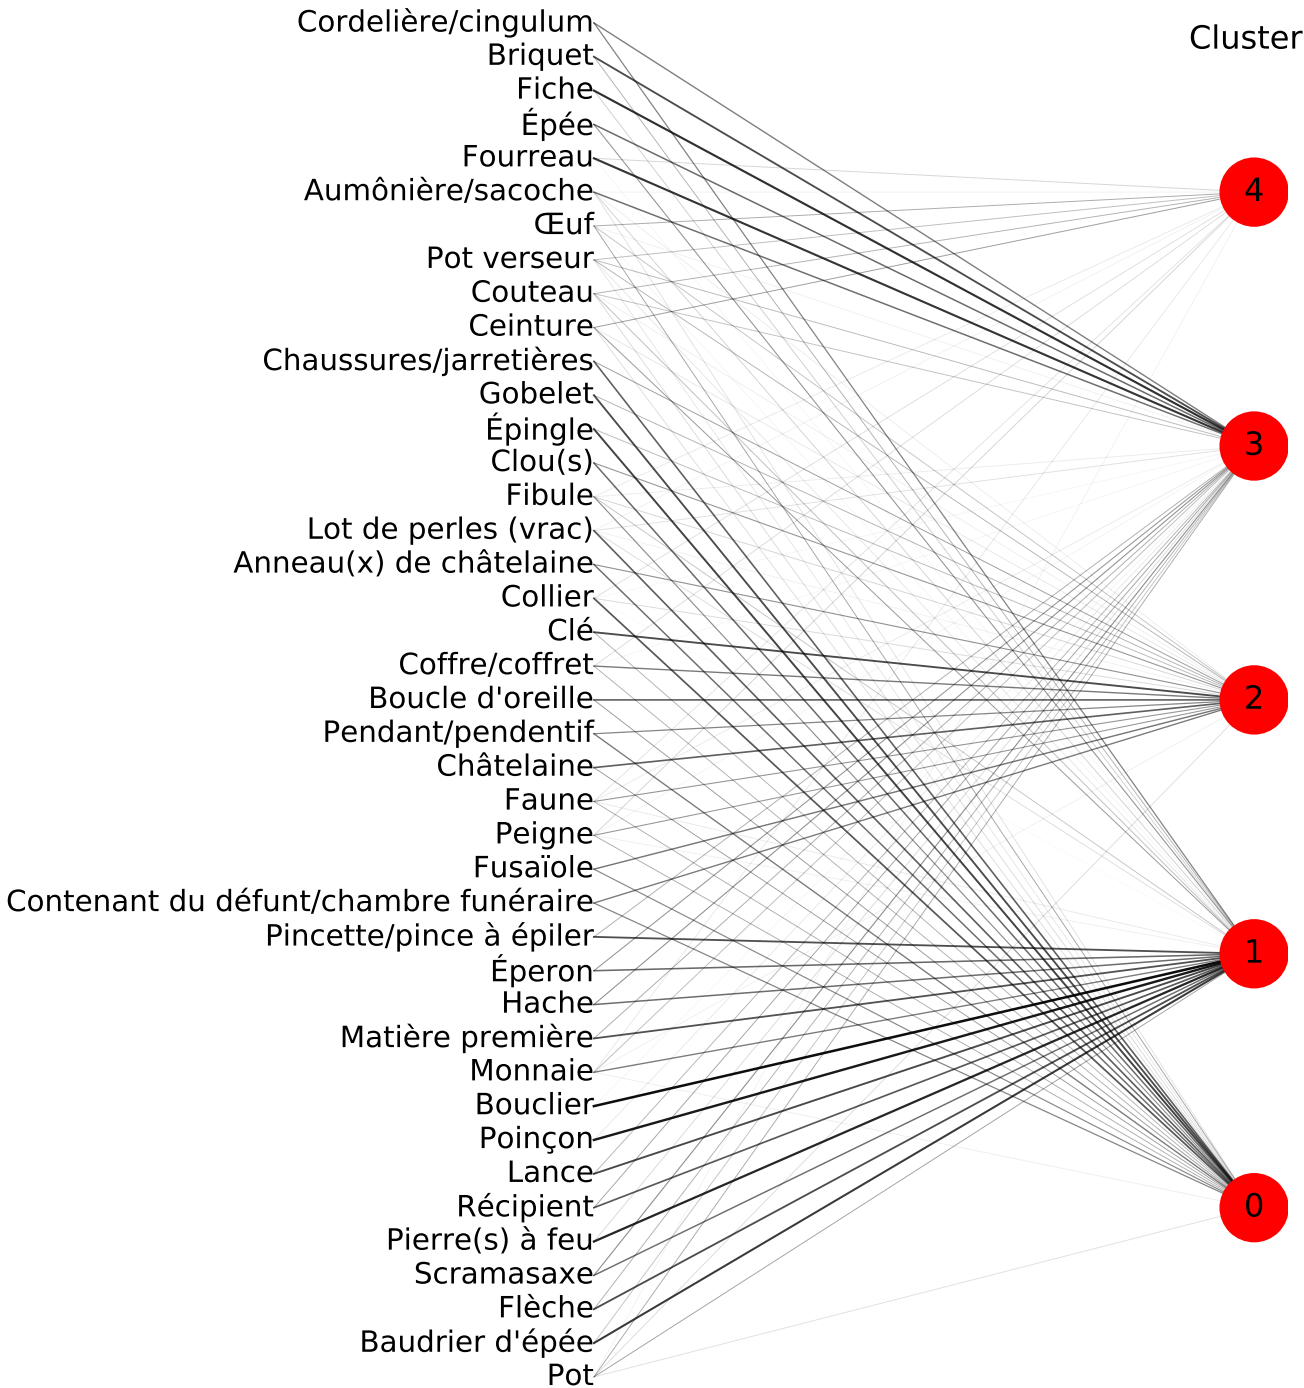 Cordelière/cingulum
Cluster
Briquet
Fiche
Épée
Fourreau
Aumônière/sacoche
4
Œuf
Pot verseur
Couteau
Ceinture
Chaussures/jarretières
Gobelet
Épingle
3
Clou(s)
Fibule
Lot de perles (vrac)
Anneau(x) de châtelaine
Collier
Clé
Coffre/coffret
Boucle d'oreille
2
Pendant/pendentif
Châtelaine
Faune
Peigne
Fusaïole
Contenant du défunt/chambre funéraire
Pincette/pince à épiler
1
Éperon
Hache
Matière première
Monnaie
Bouclier
Poinçon
Lance
Récipient
0
Pierre(s) à feu
Scramasaxe
Flèche
Baudrier d'épée
Pot